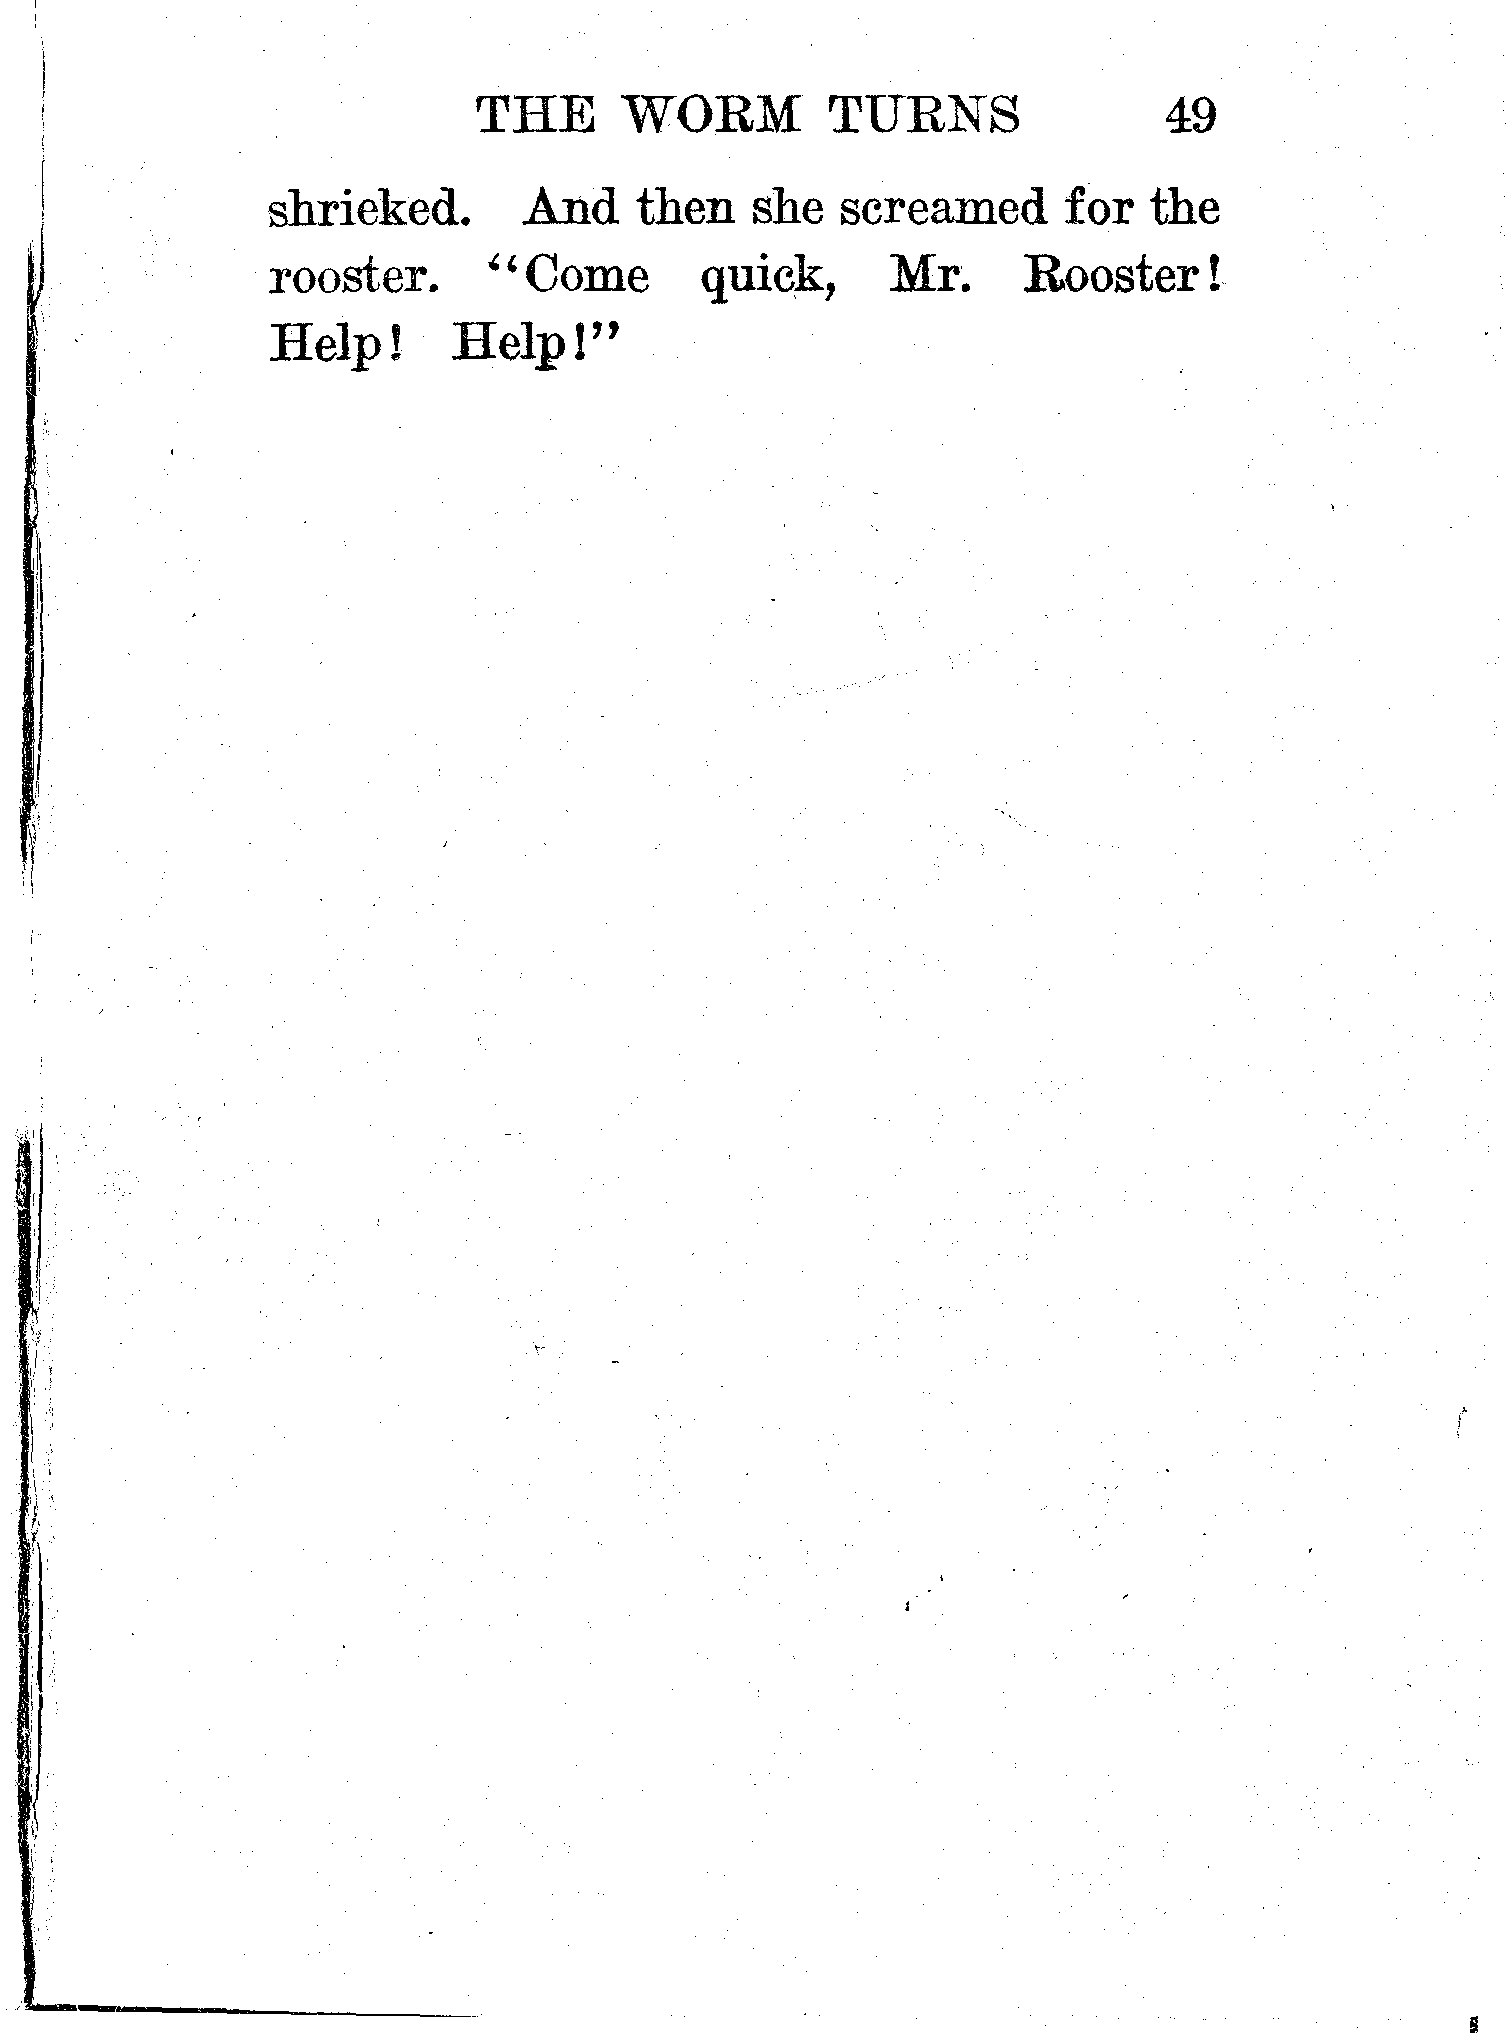 THE WORM TURNS 49
shrieked. And then she screamed for the
rooster. “Come quick, Mr. Rooster!
Help! Help!”